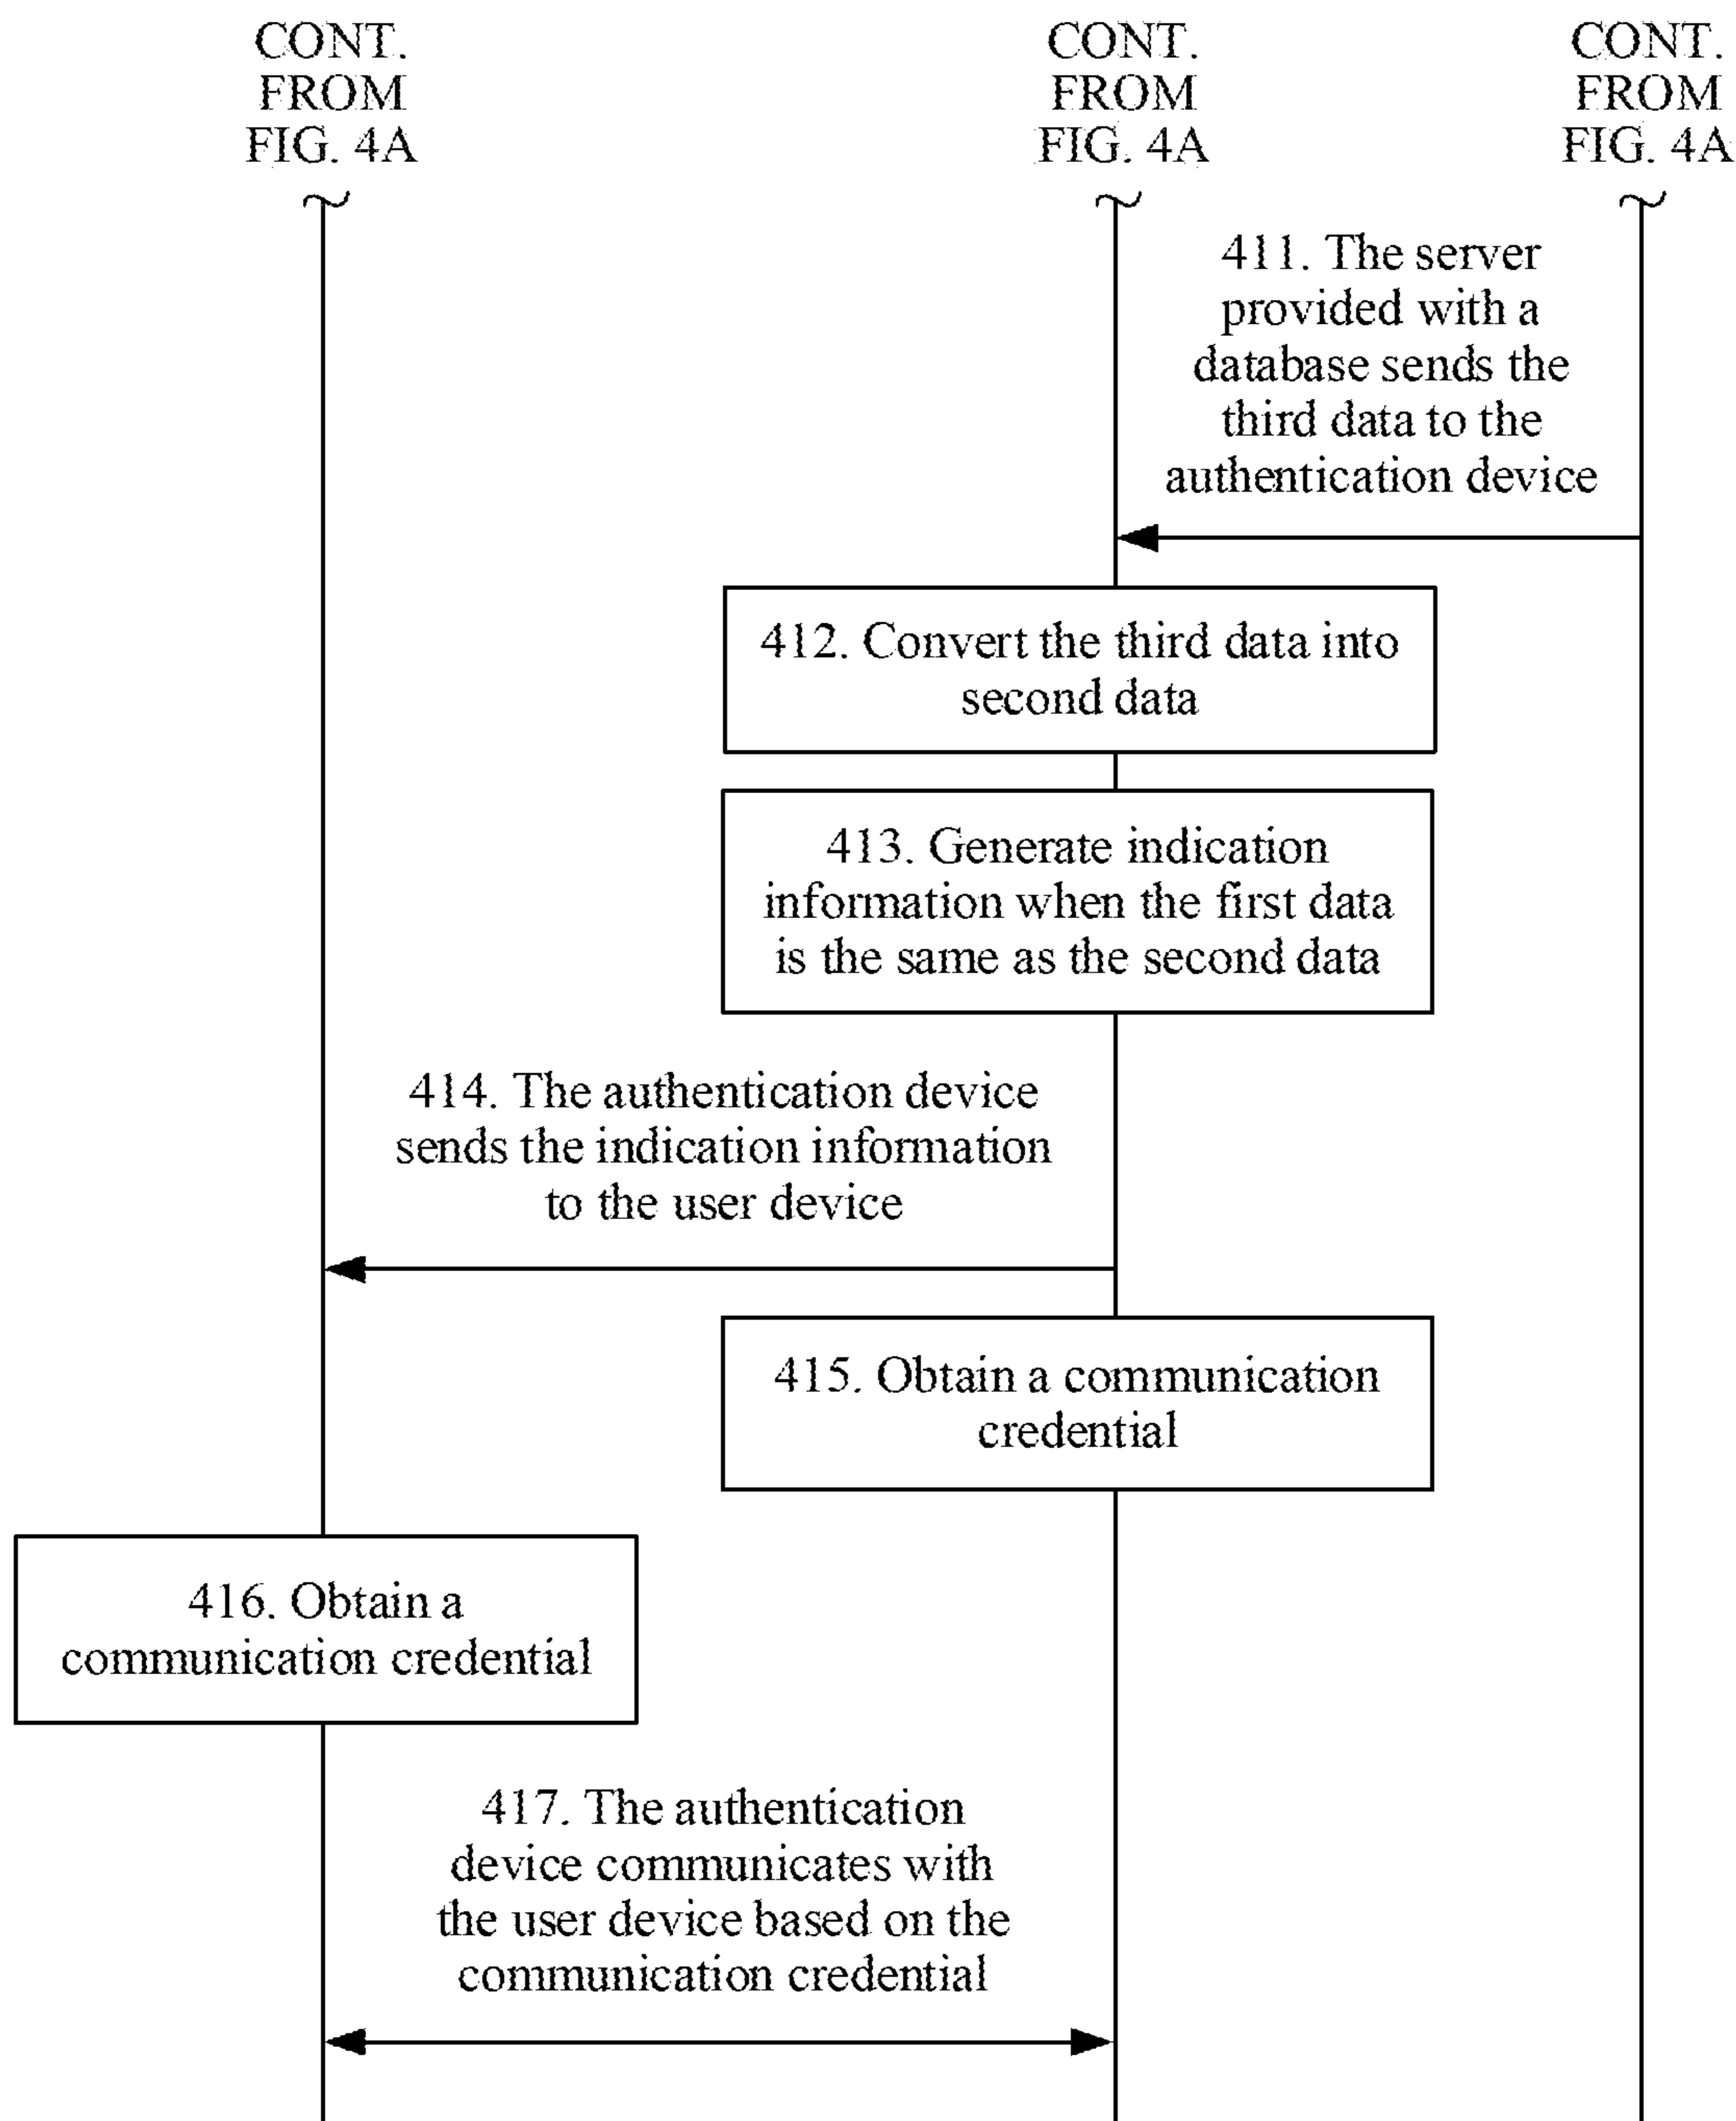 CONT.
FROM
FIG. 4A
CONT.
FROM
FIG. 4A
CONT.
FROM
FIG. 4A
411. The server
provided with a
database sends the
third data to the
authentication device
412. Convert the third data into
second data
413. Generate indication
information when the first data
is the same as the second data
414. The authentication device
sends the indication information
to the user device
415. Obtain a communication
credential
416. Obtain a
communication credential
417. The authentication
device communicates with
the user device based on the
communication credential